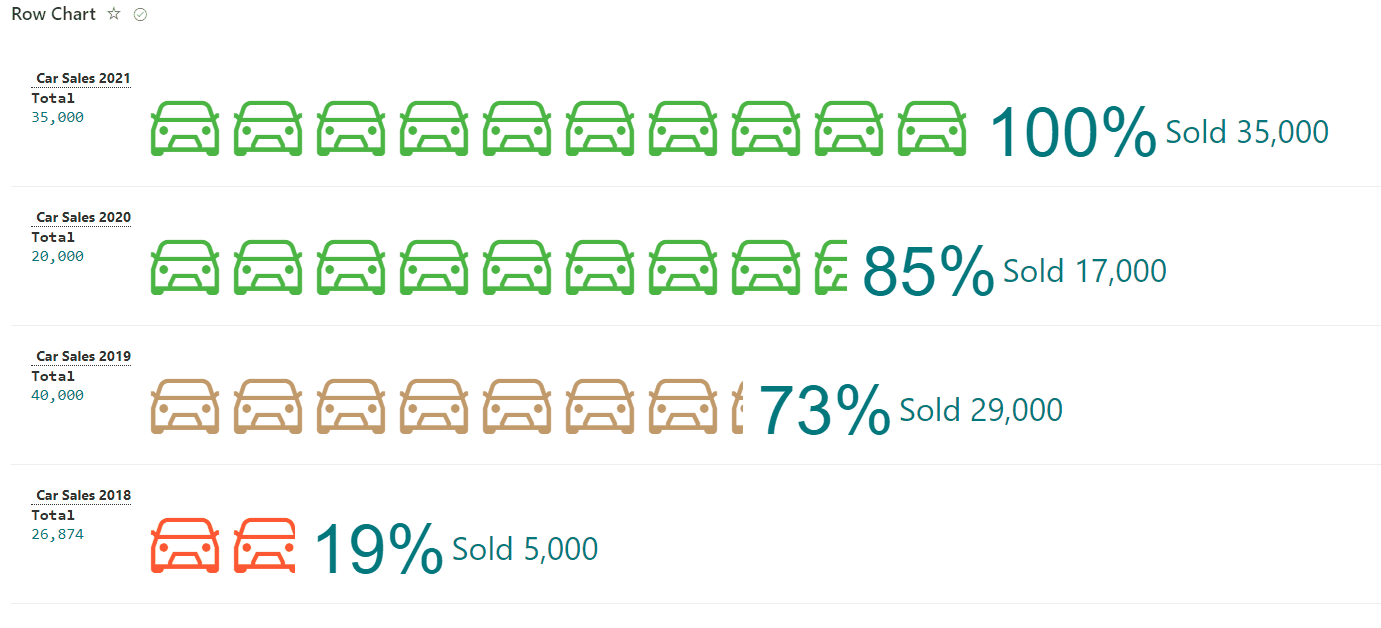 Row Chart
Car Sales 2021
Total
35,000
100% Sold 35,000
Car Sales 2020
Total
20,000
85% Sold 17,000
Car Sales 2019
Total
40,000
73% Sold 29,000
Car Sales 2018
Total
26,874
19% Sold 5,000